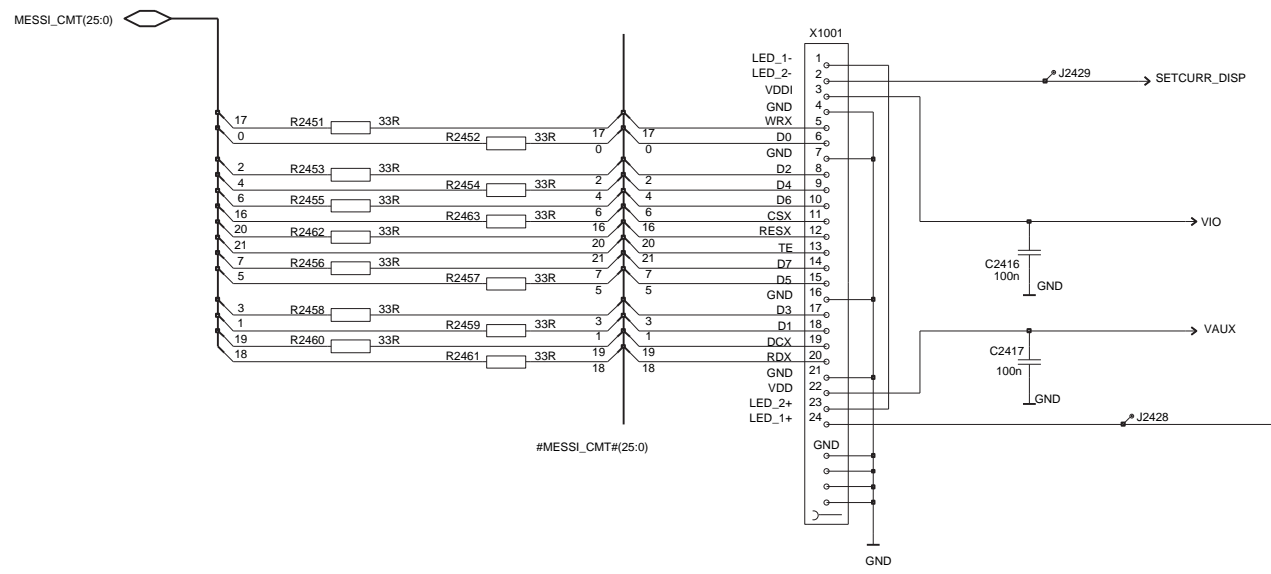 X1001
MESSI_CMT(25:0)
LED_1- 1
LED_2- 2 J2429 SETCURR_DISP
VDDI 3
GND 4
17 R2451 33R 17 17 WRX 5
0 R2452 33R 0 0 D0 6
GND 7
2 R2453 33R 2 2 D2 8
4 R2454 33R 4 4 D4 9
6 R2455 33R 6 6 D6 10
16 R2463 33R 16 16 CSX 11 VIO
20 R2462 33R 20 20 RESX 12
21 21 21 TE 13
7 R2456 33R 7 7 D7 14
5 R2457 33R 5 5 D5 15
C2416
100n
GND
GND 16
3 R2458 33R 3 3 D3 17
1 R2459 33R 1 1 D1 18 VAUX
19 R2460 33R 19 19 DCX 19
18 R2461 33R 18 18 RDX 20
C2417
100n
GND
GND 21
VDD 22
LED_2+ 23
LED_1+ 24 J2428
#MESSI_CMT#(25:0)
GND
GND